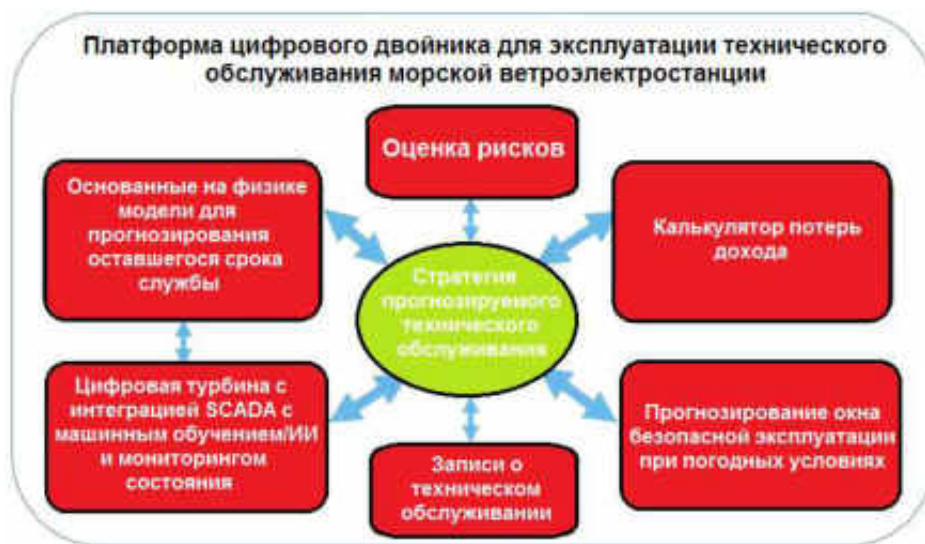 Платформа цифрового двойника для эксплуатации технического
обслуживания морской ветроэлектростанции
Оценка рисков
Основанные на физике
модели для
прогнозирования
оставшегося срока
службы
Калькулятор потерь
дохода
Стратегия
прогнозируемого
технического
обслуживания
Цифровая турбина с
интеграцией SCADA с
машинным обучением/ИИ
и мониторингом
состояния
Записи о
техническом
обслуживании
Прогнозирование окна
безопасной эксплуатации
при погодных условиях